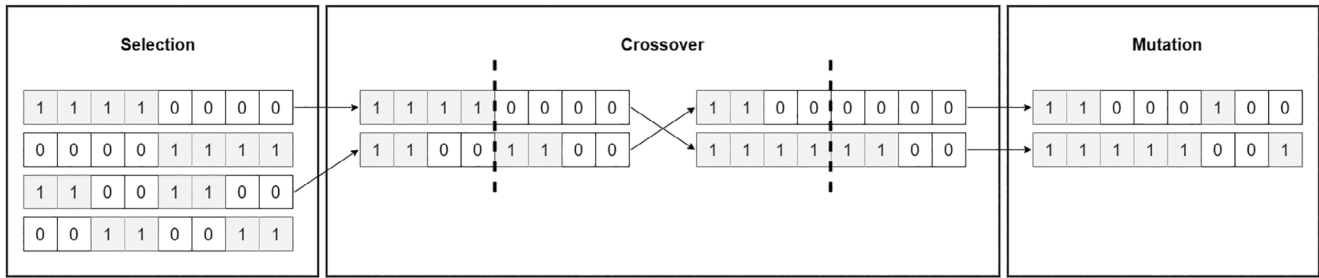 Selection
1 1 1 1 0 0 0 0
0 0 0 0 1 1 1 1
1 1 0 0 1 1 0 0
0 0 1 1 0 0 1 1
Crossover
1 1 1 1 0 0 0 0
1 1 0 0 1 1 0 0
1 1 0 0 0 0 0 0
1 1 1 1 1 1 0 0
Mutation
1 1 0 0 0 1 0 0
1 1 1 1 1 0 0 1